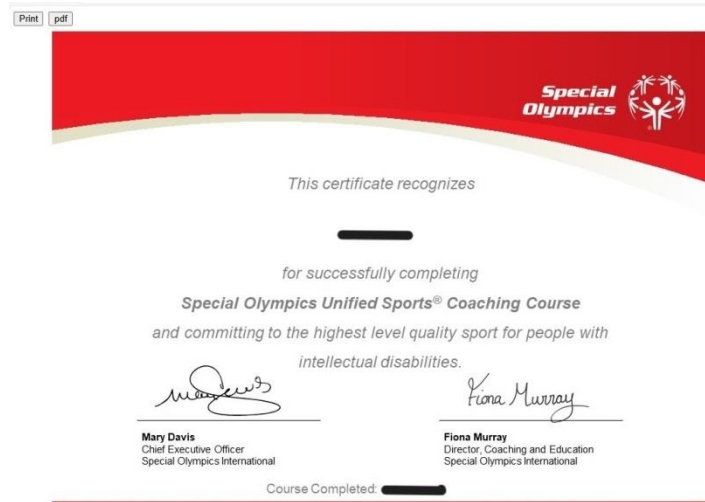 Print pdf
Special
Olympics
This certificate recognizes
for successfully completing
Special Olympics Unified Sports® Coaching Course
and committing to the highest level quality sport for people with
intellectual disabilities.
Fiona Murray
Mary Davis
Chief Executive Officer
Special Olympics International
Fiona Murray
Director, Coaching and Education
Special Olympics International
Course Completed: